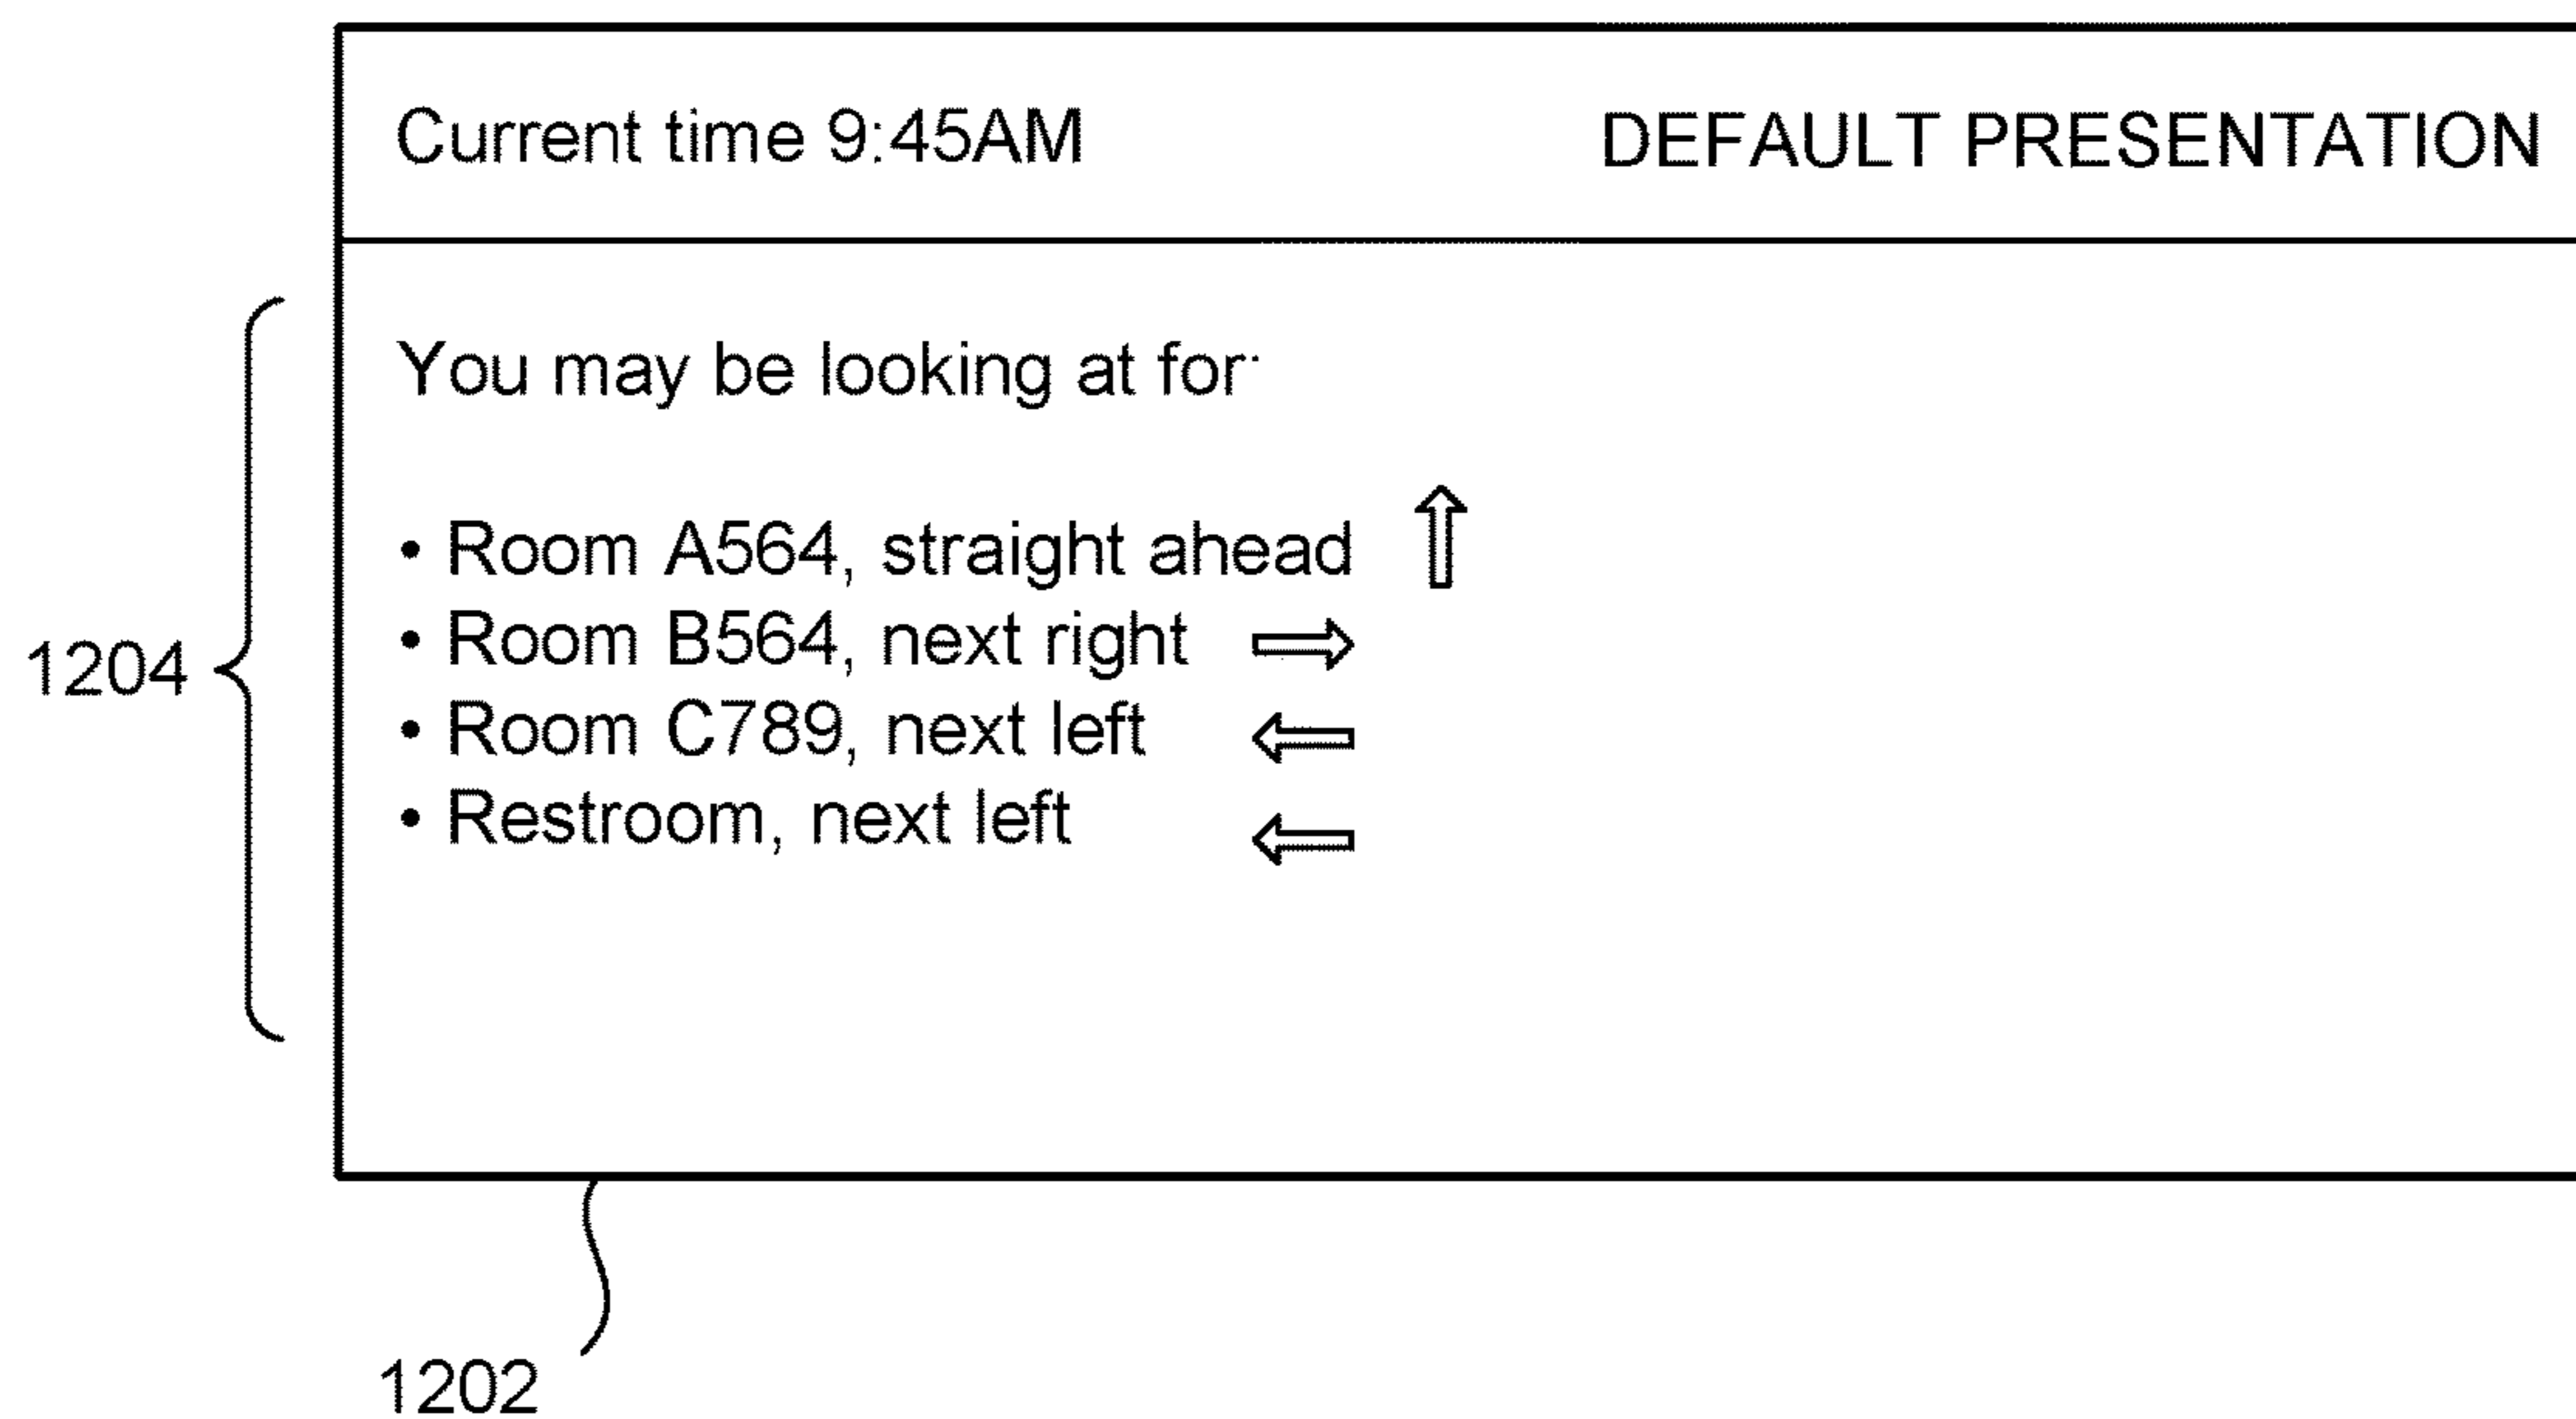 Current time 9:45AM DEFAULT PRESENTATION
You may be looking at for:
• Room A564, straight ahead
• Room B564, next right
• Room C789, next left
• Restroom, next left
1204
1202